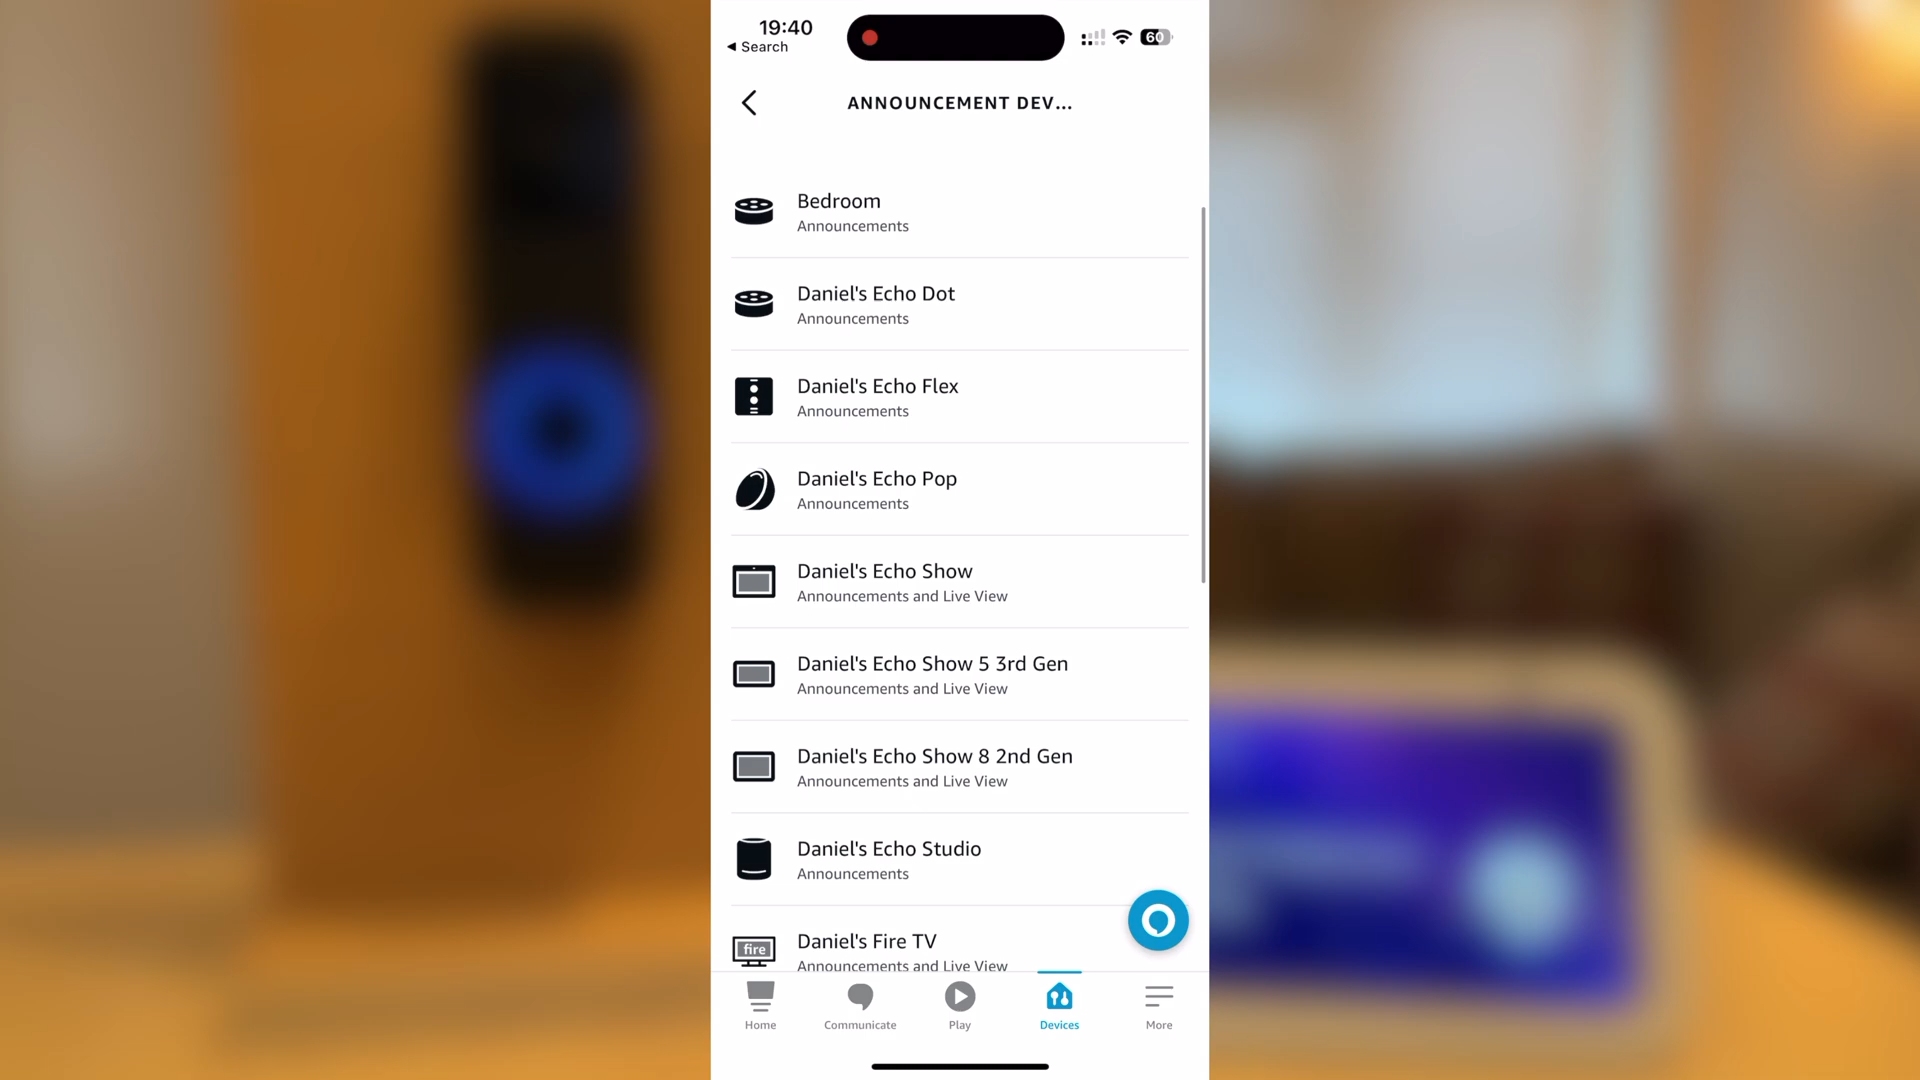 19:40
60
◀ Search
ANNOUNCEMENT DEV...
Bedroom
Announcements
Daniel's Echo Dot
Announcements
Daniel's Echo Flex
Announcements
Daniel's Echo Pop
Announcements
Daniel's Echo Show
Announcements and Live View
Daniel's Echo Show 5 3rd Gen
Announcements and Live View
Daniel's Echo Show 8 2nd Gen
Announcements and Live View
Daniel's Echo Studio
Announcements
fire
Daniel's Fire TV
Announcements and Live View
Home
Communicate
Play
Devices
More